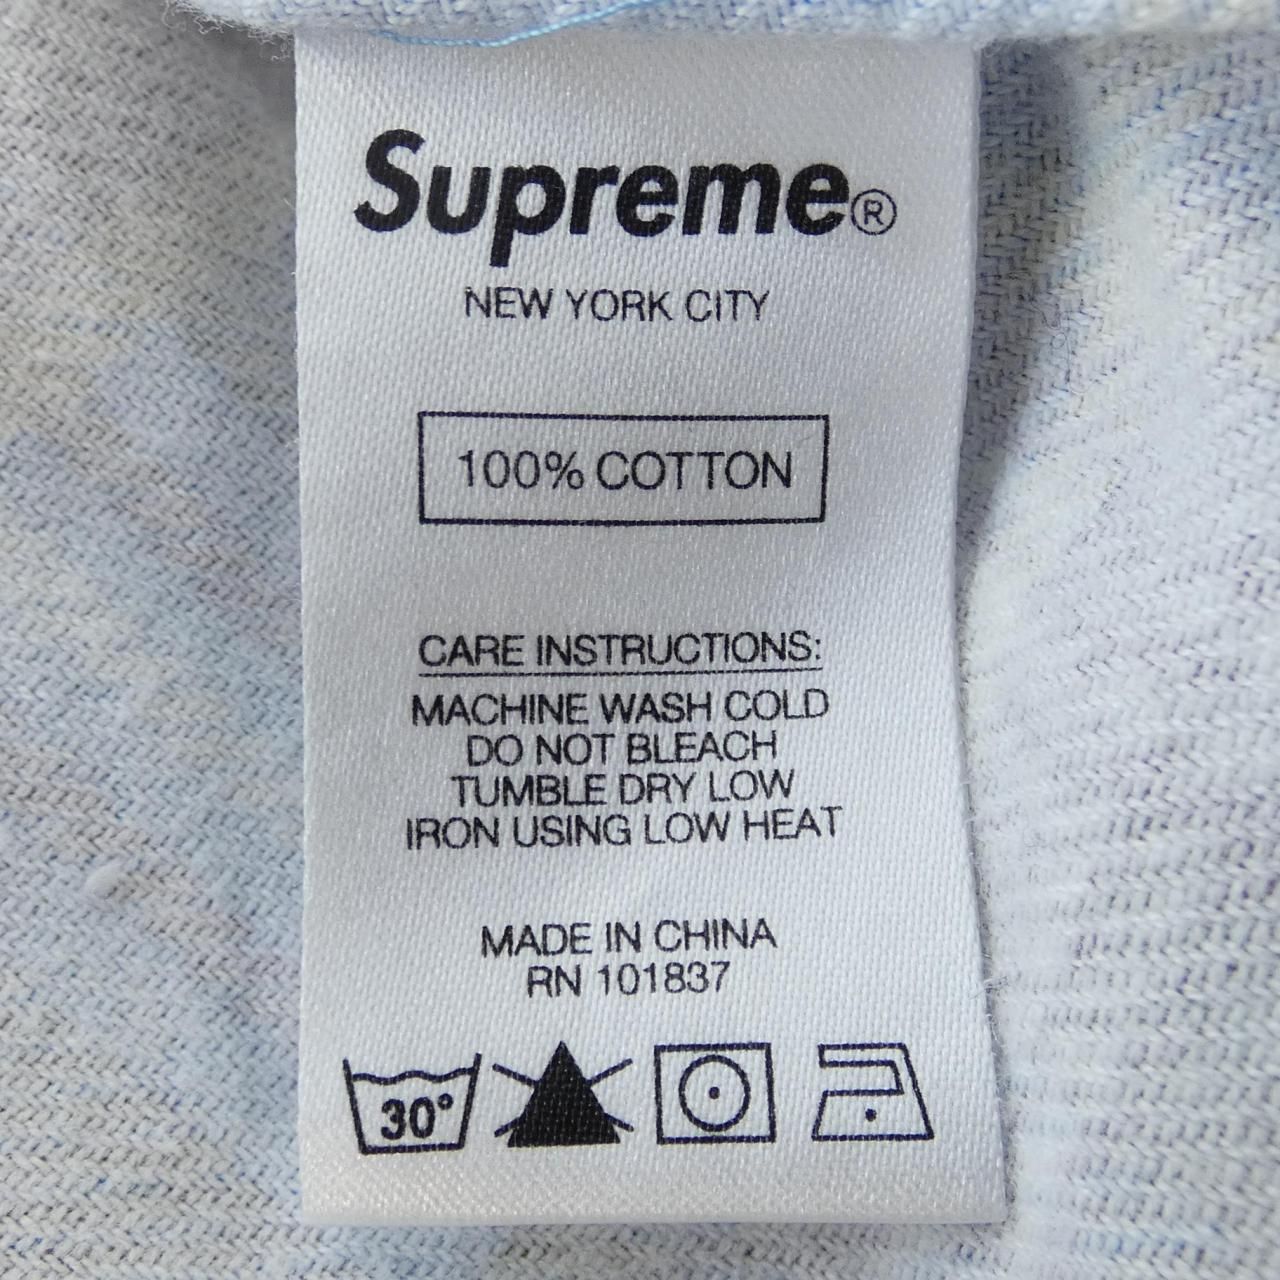 Supreme®
NEW YORK CITY
100% COTTON
CARE INSTRUCTIONS:
MACHINE WASH COLD
DO NOT BLEACH
TUMBLE DRY LOW
IRON USING LOW HEAT
MADE IN CHINA
RN 101837
30°